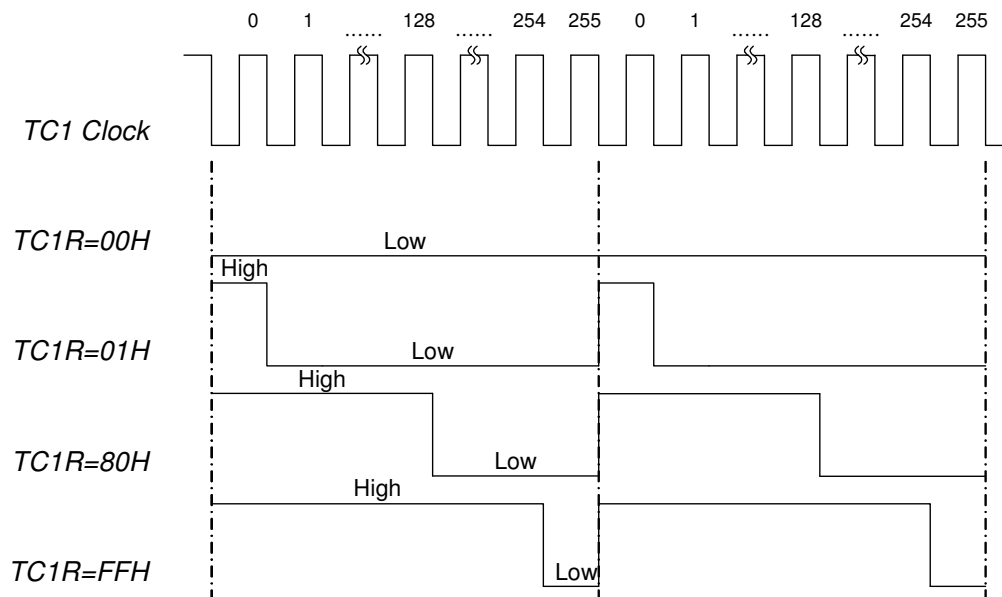 0 1 ...... 128 ...... 254 255 0 1 ...... 128 ...... 254 255
TC1 Clock
TC1R=00H
Low
High
TC1R=01H
Low
High
TC1R=80H
Low
High
TC1R=FFH
Low